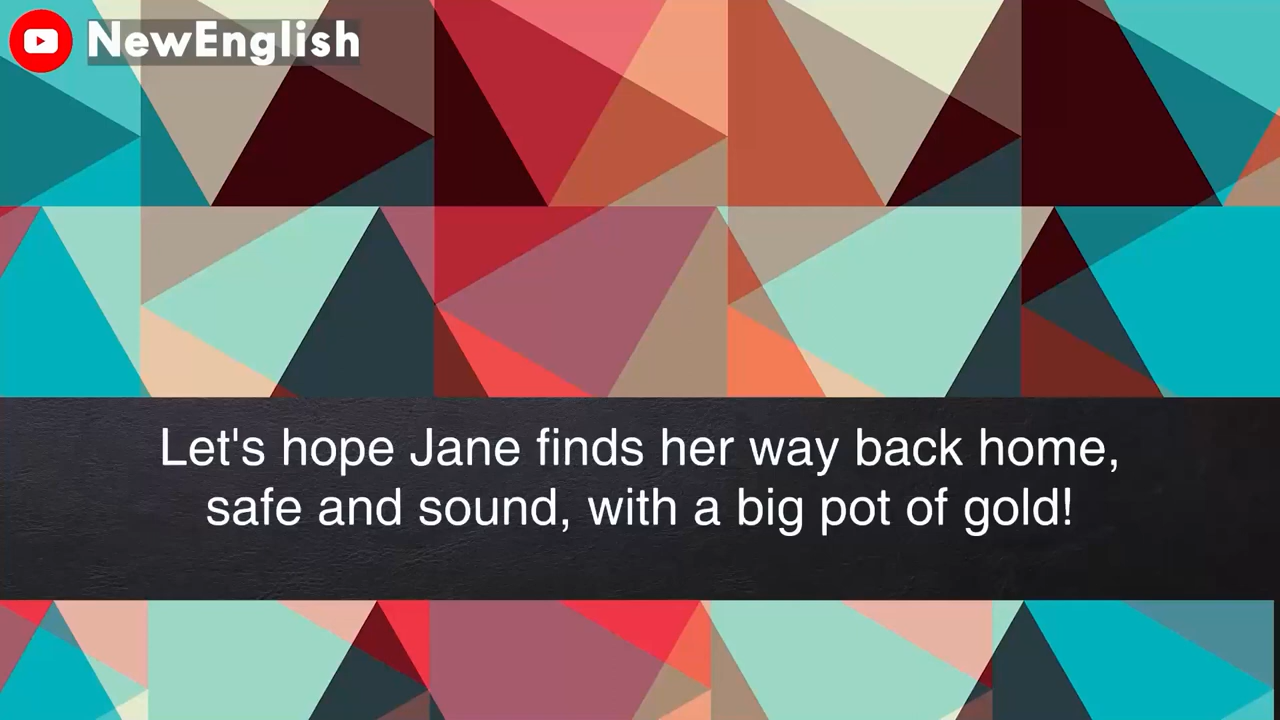 NewEnglish
Let's hope Jane finds her way back home,
safe and sound, with a big pot of gold!